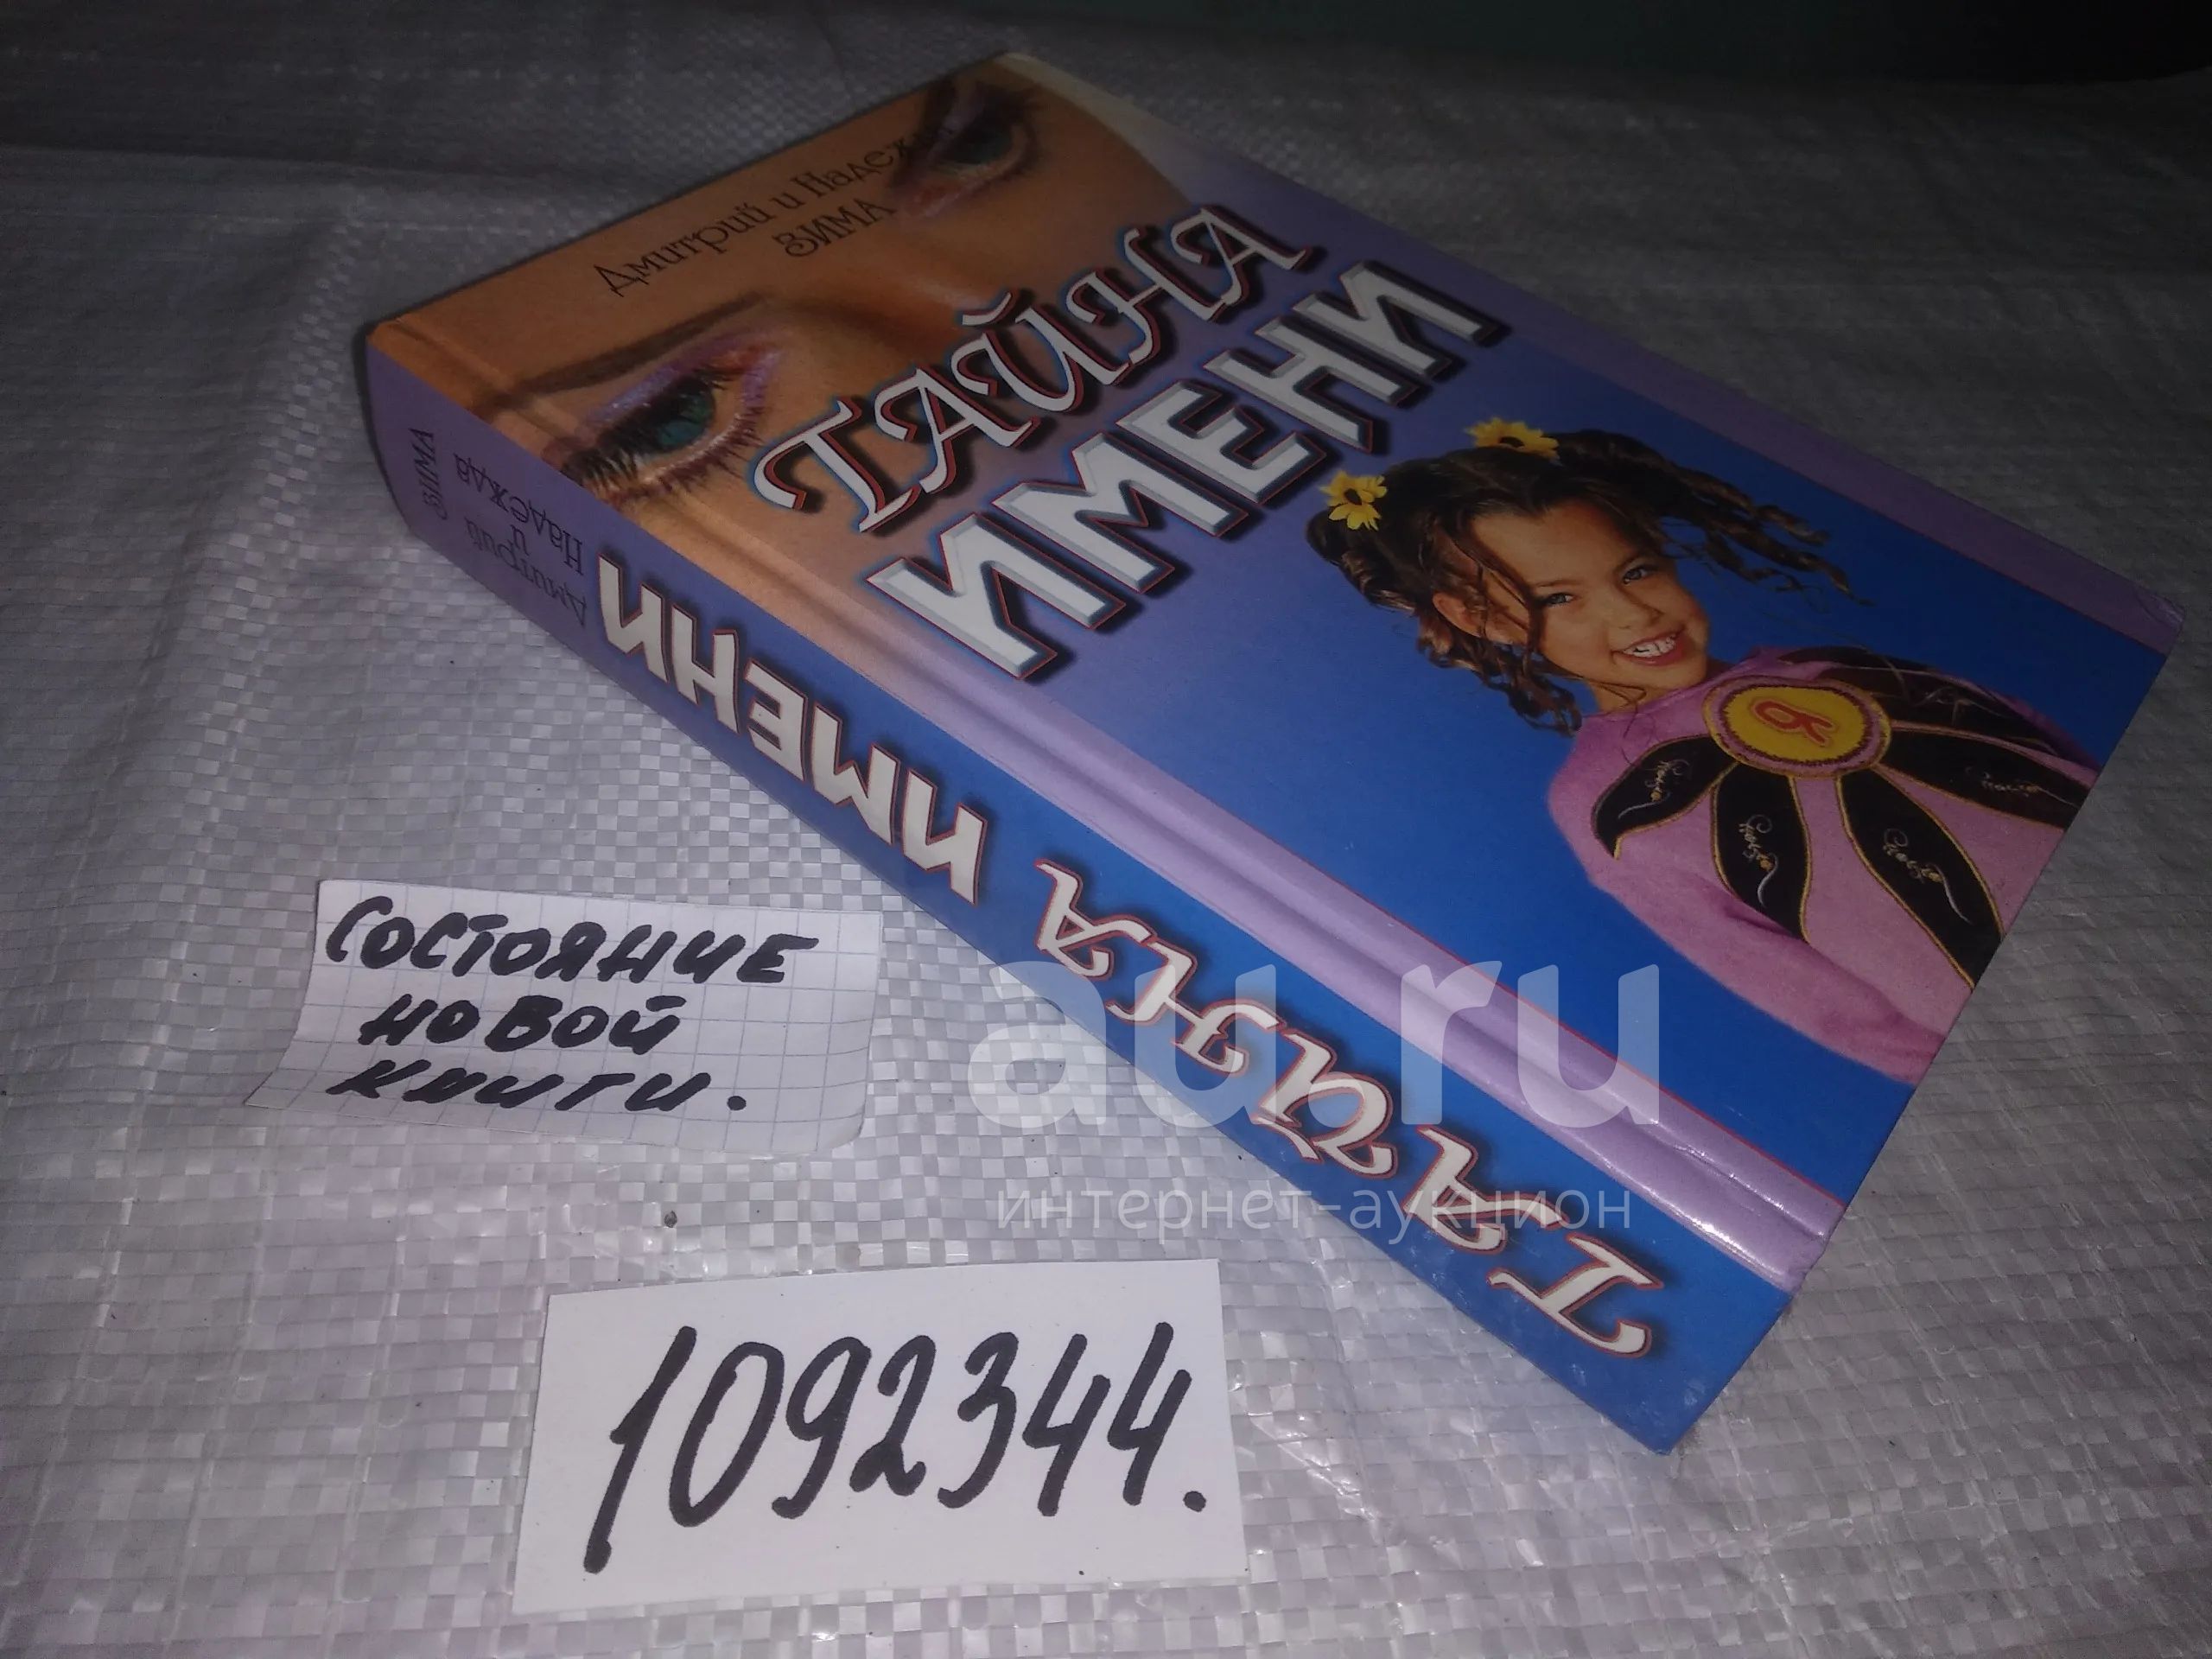 Дмитрий и Надежда
ЗИМА
ТАЙНА
ИМЕНИ
Я
ЗИМА
Дмитрий
и
Надежда
ТАЙНА ИМЕНИ
СОСТОЯНИЕ
НОВОЙ
КНИГИ.
au.ru
интернет-аукцион
1092344.